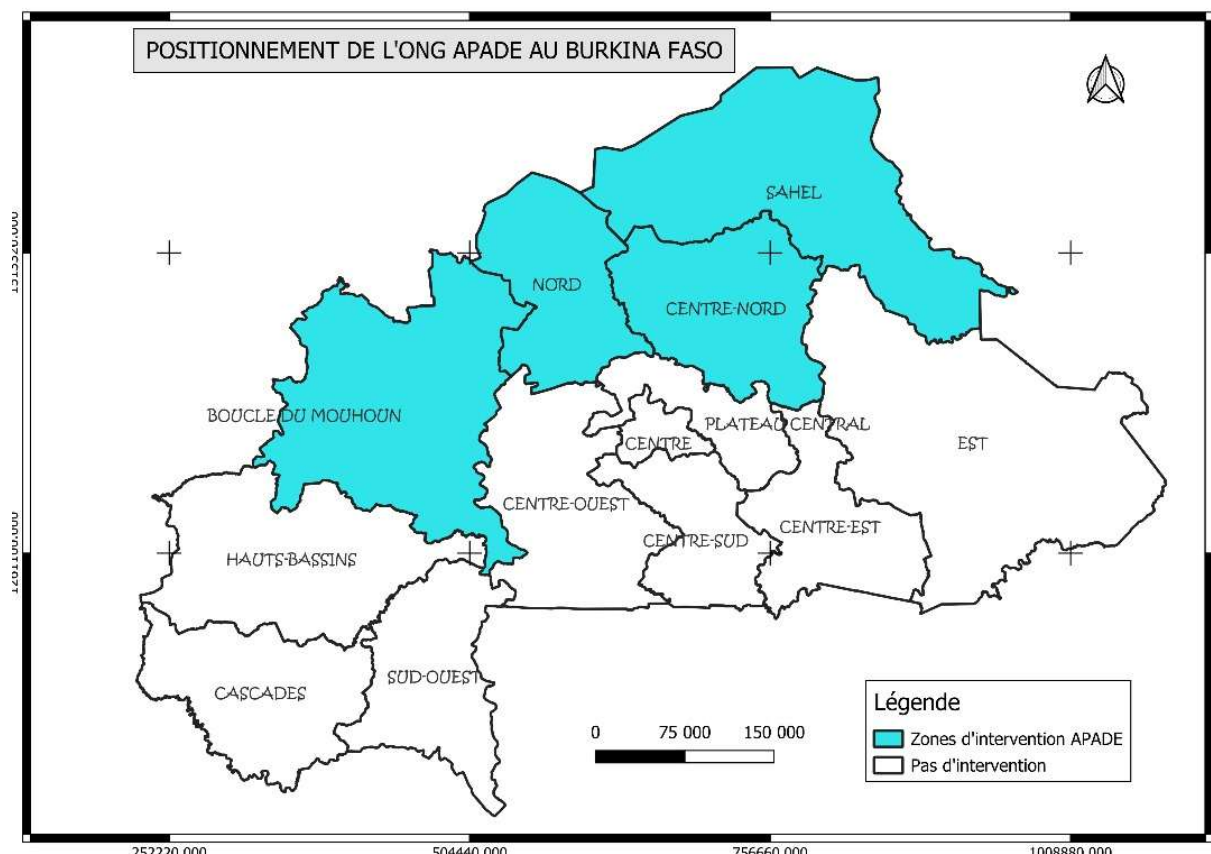 POSITIONNEMENT DE L'ONG APADE AU BURKINA FASO
SAHEL
NORD
CENTRE-NORD
BOUCLE DU MOUHOUN
PLATEAU CENTRAL
CENTRE
EST
CENTRE-OUEST
CENTRE-EST
CENTRE-SUD
HAUTS-BASSINS
SUD-OUEST
CASCADES
Légende
Zones d'intervention APADE
Pas d'intervention
0 75 000 150 000
252220.000 504440.000 756660.000 1008880.000